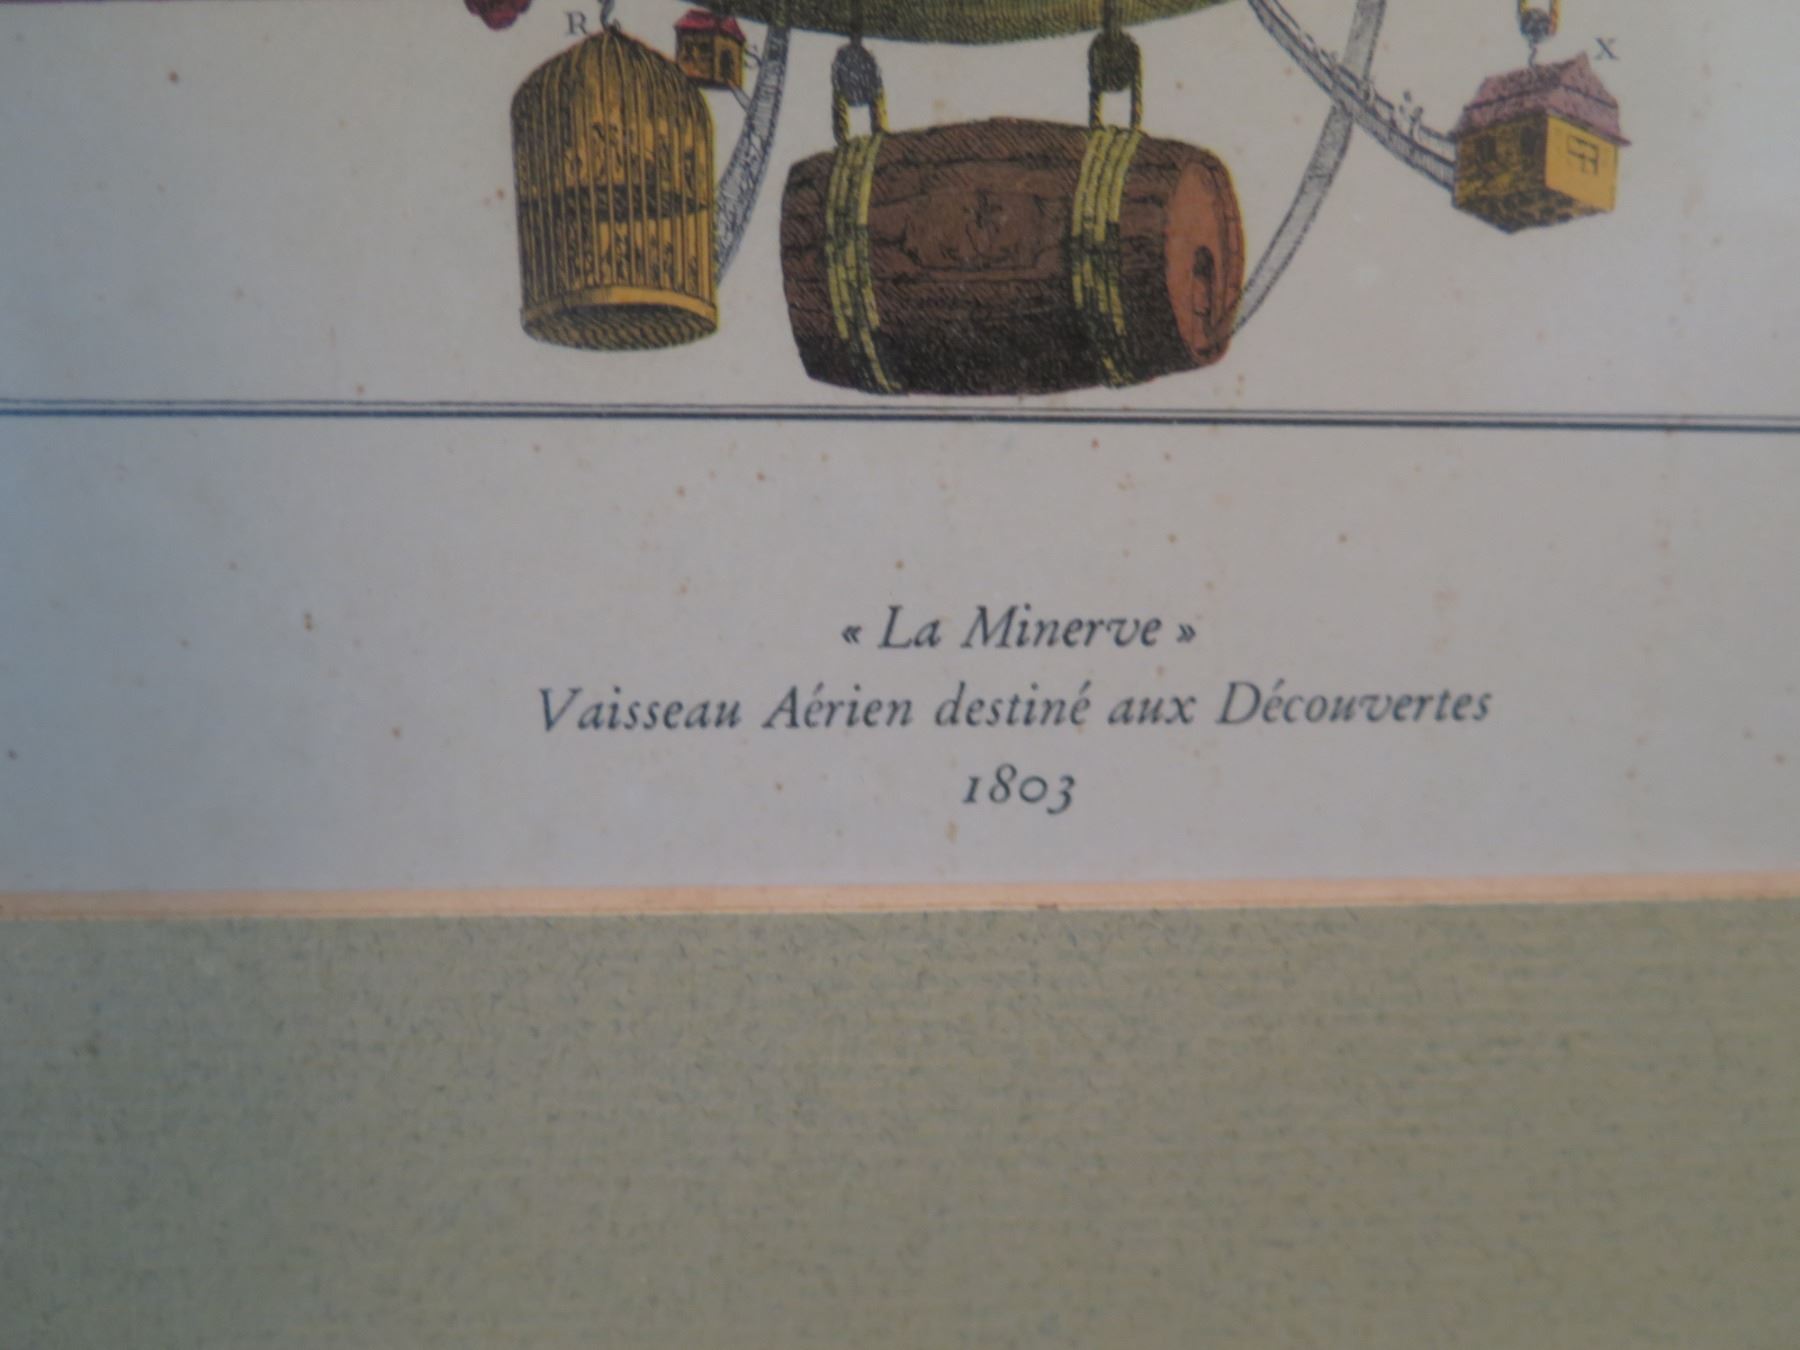 R
S
X
« La Minerve »
Vaisseau Aérien destiné aux Découvertes
1803